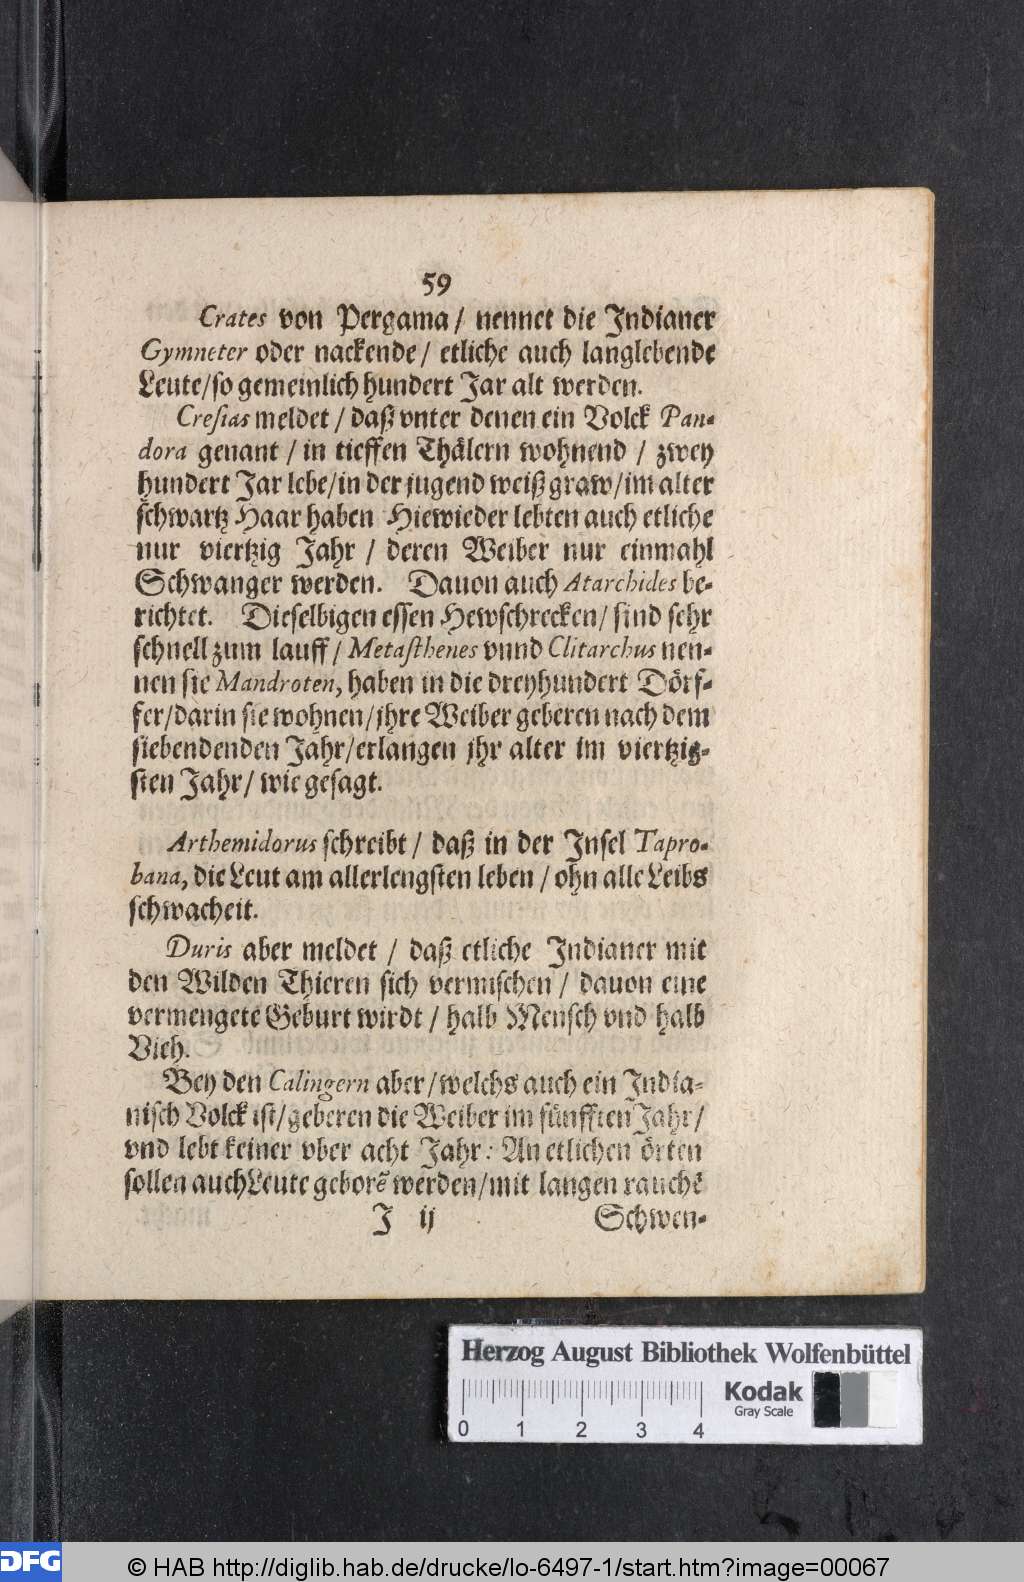 59
Crates von Pergama / nennet die Indianer
Gymneter oder nackende / etliche auch langlebende
Leute/so gemeinlich hundert Jar alt werden.
Cresias meldet / daß vnter denen ein Volck Pan-
dora genant / in tieffen Thälern wohnend / zwey
hundert Jar lebe/in der jugend weiß graw/im alter
schwartz Haar haben Hiewieder lebten auch etliche
nur viertzig Jahr / deren Weiber nur einmahl
Schwanger werden. Dauon auch Atarchides be-
richtet. Dieselbigen essen Hewschrecken/ sind sehr
schnell zum lauff / Metasthenes vnnd Clitarchus nen-
nen sie Mandroten, haben in die dreyhundert Dörf-
fer/darin sie wohnen/jhre Weiber geberen nach dem
siebendenden Jahr/erlangen jhr alter im viertzig-
sten Jahr/ wie gesagt.
Arthemidorus schreibt / daß in der Insel Tapro-
bana, die Leut am allerlengsten leben / ohn alle Leibs
schwacheit.
Duris aber meldet / daß etliche Indianer mit
den Wilden Thieren sich vermischen / dauon eine
vermengete Geburt wirdt / halb Mensch vnd halb
Vieh.
Bey den Calingern aber/welchs auch ein India-
nisch Volck ist/geberen die Weiber im fünfften Jahr/
vnd lebt keiner vber acht Jahr: An etlichen örten
sollen auch Leute geborẽ werden/mit langen rauchẽ
J ij Schwen-
Herzog August Bibliothek Wolfenbüttel
Kodak
Gray Scale
0 1 2 3 4
DFG © HAB http://diglib.hab.de/drucke/lo-6497-1/start.htm?image=00067